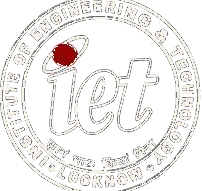 INSTITUTE OF ENGINEERING & TECHNOLOGY
iet
LUCKNOW